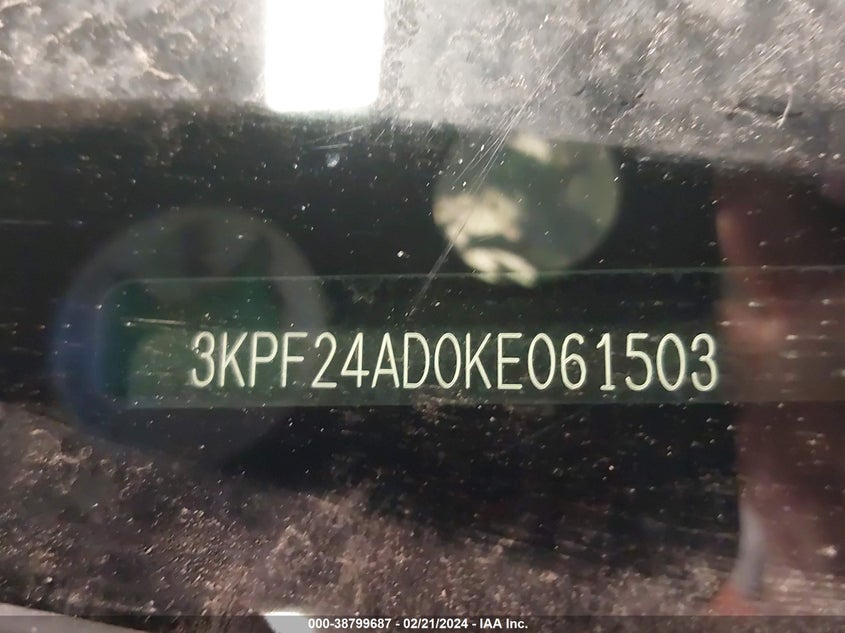 3KPF24AD0KE061503
000-38799687 - 02/21/2024 - IAA Inc.